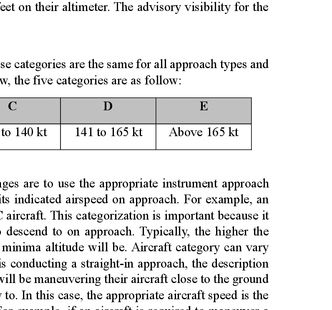 eet on their altimeter. The advisory visibility for the
se categories are the same for all approach types and
w, the five categories are as follow:
C D E
to 140 kt 141 to 165 kt Above 165 kt
ges are to use the appropriate instrument approach
its indicated airspeed on approach. For example, an
C aircraft. This categorization is important because it
descend to on approach. Typically, the higher the
minima altitude will be. Aircraft category can vary
is conducting a straight-in approach, the description
will be maneuvering their aircraft close to the ground
to. In this case, the appropriate aircraft speed is the